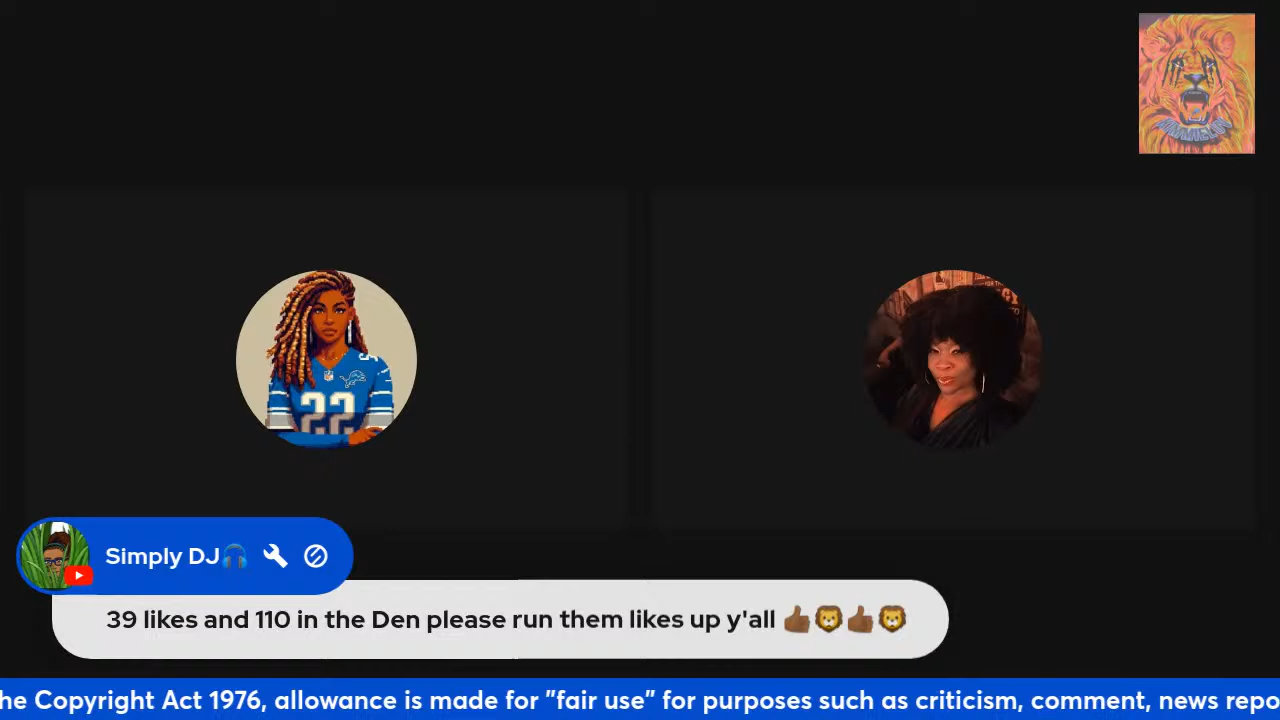 22
Simply DJ🎧
39 likes and 110 in the Den please run them likes up y'all 👍🏾🦁👍🏾🦁
he Copyright Act 1976, allowance is made for "fair use" for purposes such as criticism, comment, news repo